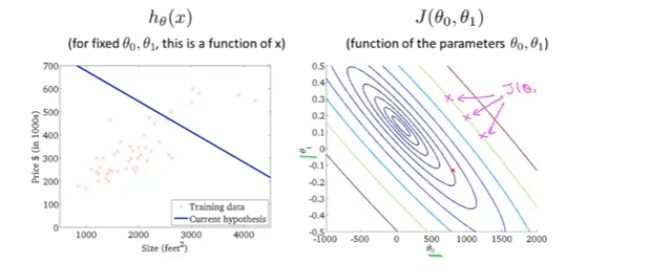 hθ(x)
(for fixed θ₀, θ₁, this is a function of x)
Price $ (in 1000s)
700
600
500
400
300
200
100
0
1000
2000
3000
4000
Size (feet²)
Training data
Current hypothesis
J(θ₀, θ₁)
(function of the parameters θ₀, θ₁)
0.5
0.4
0.3
0.2
0.1
0
-0.1
-0.2
-0.3
-0.4
-0.5
θ₁
-1000
-500
0
500
1000
1500
2000
θ₀
J(θ₀